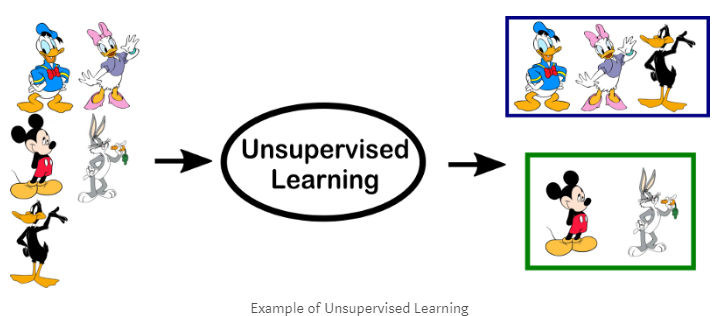 Unsupervised
Learning
Example of Unsupervised Learning